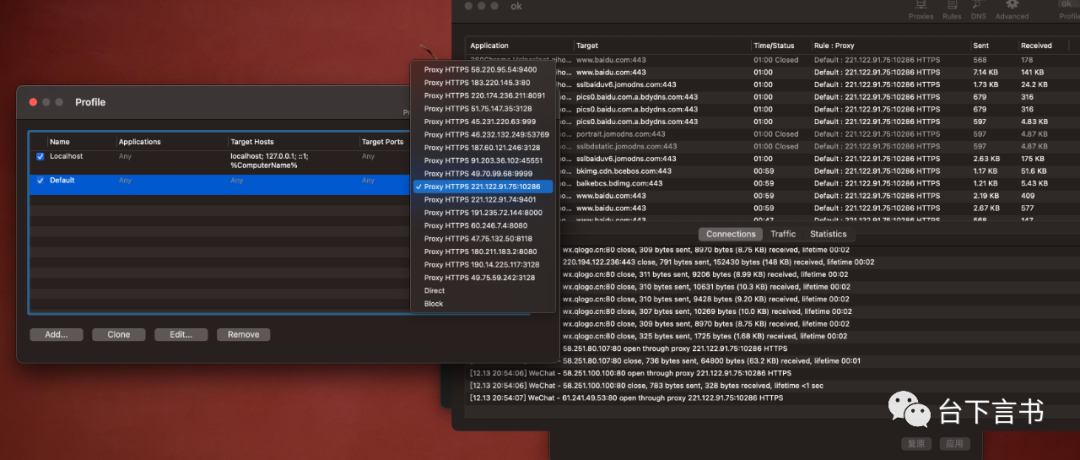 ok
Proxies Rules DNS Advanced
ok
Profile
Application Target Time/Status Rule : Proxy Sent Received
www.baidu.com:443 01:00 Closed Default : 221.122.91.75:10286 HTTPS 568 178
www.baidu.com:443 01:00 Default : 221.122.91.75:10286 HTTPS 7.14 KB 141 KB
sslbaiduv6.jomodns.com:443 01:00 Default : 221.122.91.75:10286 HTTPS 1.73 KB 24.2 KB
pics0.baidu.com.a.bdydns.com:443 01:00 Default : 221.122.91.75:10286 HTTPS 679 316
pics0.baidu.com.a.bdydns.com:443 01:00 Default : 221.122.91.75:10286 HTTPS 679 316
pics0.baidu.com.a.bdydns.com:443 01:00 Default : 221.122.91.75:10286 HTTPS 597 4.83 KB
portrait.jomodns.com:443 01:00 Closed Default : 221.122.91.75:10286 HTTPS 597 4.87 KB
sslbdstatic.jomodns.com:443 01:00 Closed Default : 221.122.91.75:10286 HTTPS 597 4.87 KB
sslbaiduv6.jomodns.com:443 01:00 Default : 221.122.91.75:10286 HTTPS 2.63 KB 175 KB
bkimg.cdn.bcebos.com:443 00:59 Default : 221.122.91.75:10286 HTTPS 1.17 KB 51.6 KB
baikebcs.bdimg.com:443 00:59 Default : 221.122.91.75:10286 HTTPS 1.21 KB 5.43 KB
www.baidu.com:443 00:59 Default : 221.122.91.75:10286 HTTPS 2.19 KB 409
www.baidu.com:443 00:59 Default : 221.122.91.75:10286 HTTPS 2.67 KB 577
Connections Traffic Statistics
wx.qlogo.cn:80 close, 309 bytes sent, 8970 bytes (8.75 KB) received, lifetime 00:02
220.194.122.236:443 close, 791 bytes sent, 152430 bytes (148 KB) received, lifetime 00:02
wx.qlogo.cn:80 close, 311 bytes sent, 9206 bytes (8.99 KB) received, lifetime 00:02
wx.qlogo.cn:80 close, 310 bytes sent, 10631 bytes (10.3 KB) received, lifetime 00:02
wx.qlogo.cn:80 close, 310 bytes sent, 9428 bytes (9.20 KB) received, lifetime 00:02
wx.qlogo.cn:80 close, 307 bytes sent, 10269 bytes (10.0 KB) received, lifetime 00:02
wx.qlogo.cn:80 close, 309 bytes sent, 8970 bytes (8.75 KB) received, lifetime 00:02
wx.qlogo.cn:80 close, 325 bytes sent, 1725 bytes (1.68 KB) received, lifetime 00:02
58.251.80.107:80 open through proxy 221.122.91.75:10286 HTTPS
58.251.80.107:80 close, 736 bytes sent, 64800 bytes (63.2 KB) received, lifetime 00:01
[12.13 20:54:06] WeChat - 58.251.100.100:80 open through proxy 221.122.91.75:10286 HTTPS
[12.13 20:54:06] WeChat - 58.251.100.100:80 close, 783 bytes sent, 328 bytes received, lifetime <1 sec
[12.13 20:54:07] WeChat - 61.241.49.53:80 open through proxy 221.122.91.75:10286 HTTPS
Profile
Name Applications Target Hosts Target Ports
Localhost Any localhost; 127.0.0.1; ::1; Any
%ComputerName%
Default Any Any Any
Add... Clone Edit... Remove
Proxy HTTPS 58.220.95.54:9400
Proxy HTTPS 183.220.145.3:80
Proxy HTTPS 220.174.236.211:8091
Proxy HTTPS 51.75.147.35:3128
Proxy HTTPS 45.231.220.63:999
Proxy HTTPS 46.232.132.249:53769
Proxy HTTPS 187.60.121.246:3128
Proxy HTTPS 91.203.36.102:45551
Proxy HTTPS 49.70.99.68:9999
✓ Proxy HTTPS 221.122.91.75:10286
Proxy HTTPS 221.122.91.74:9401
Proxy HTTPS 191.235.72.144:8000
Proxy HTTPS 60.246.7.4:8080
Proxy HTTPS 47.75.132.50:8118
Proxy HTTPS 180.211.183.2:8080
Proxy HTTPS 190.14.225.117:3128
Proxy HTTPS 49.75.59.242:3128
Direct
Block
台下言书
复原 应用